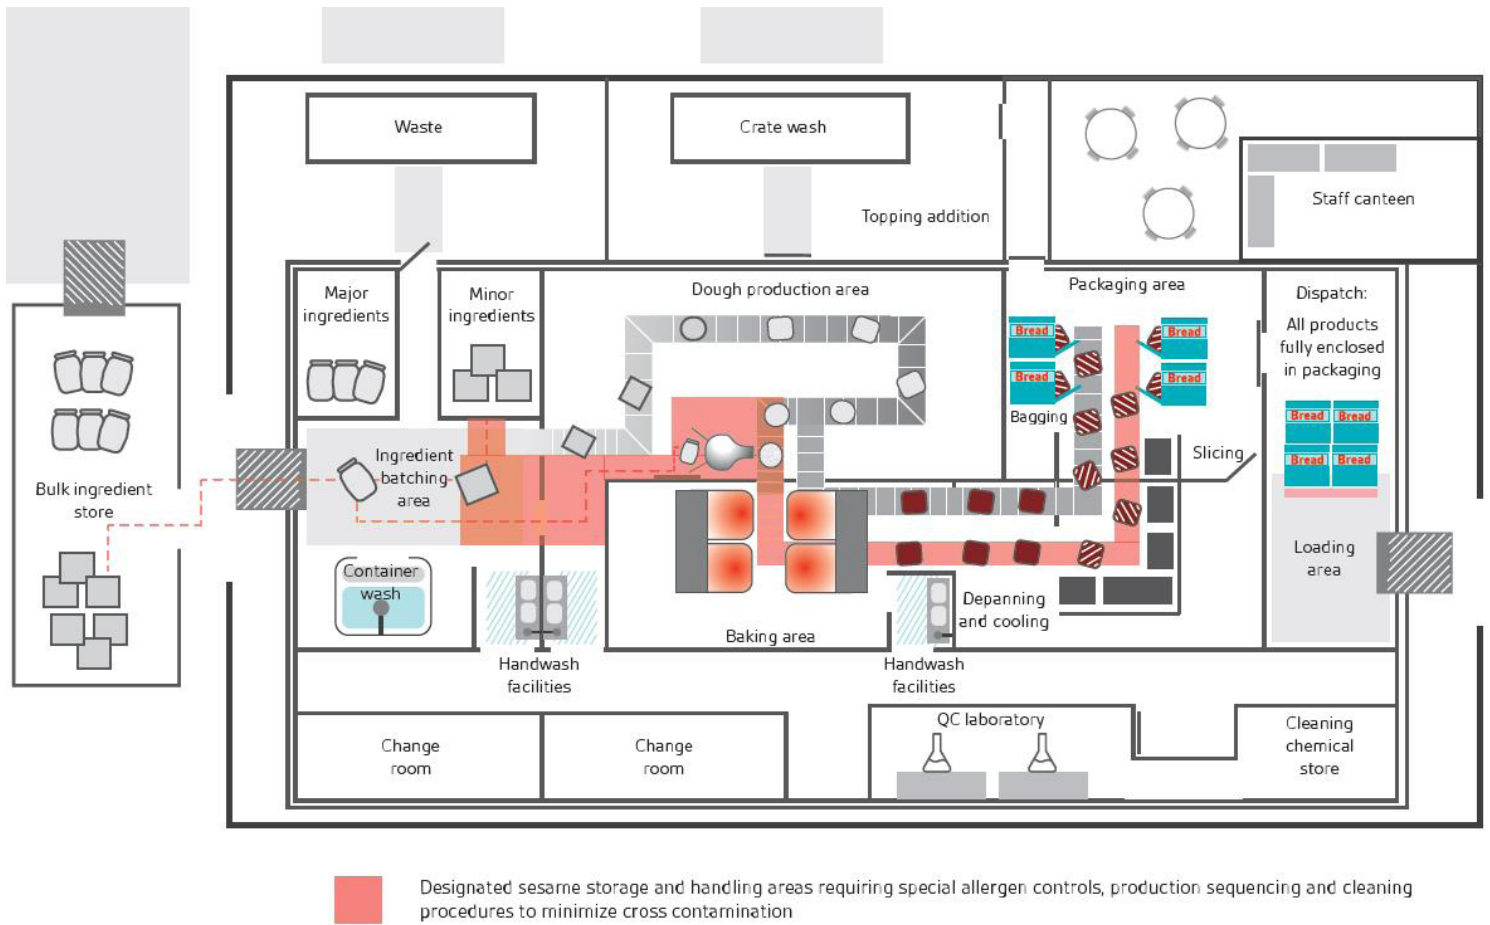 Waste
Crate wash
Topping addition
Staff canteen
Major
ingredients
Minor
ingredients
Dough production area
Packaging area
Dispatch:
All products
fully enclosed
in packaging
Bread
Bread
Bread
Bread
Bagging
Bread
Bread
Bread
Bread
Slicing
Ingredient
batching
area
Bulk ingredient
store
Loading
area
Container
wash
Depanning
and cooling
Baking area
Handwash
facilities
Handwash
facilities
Change
room
Change
room
QC laboratory
Cleaning
chemical
store
Designated sesame storage and handling areas requiring special allergen controls, production sequencing and cleaning
procedures to minimize cross contamination